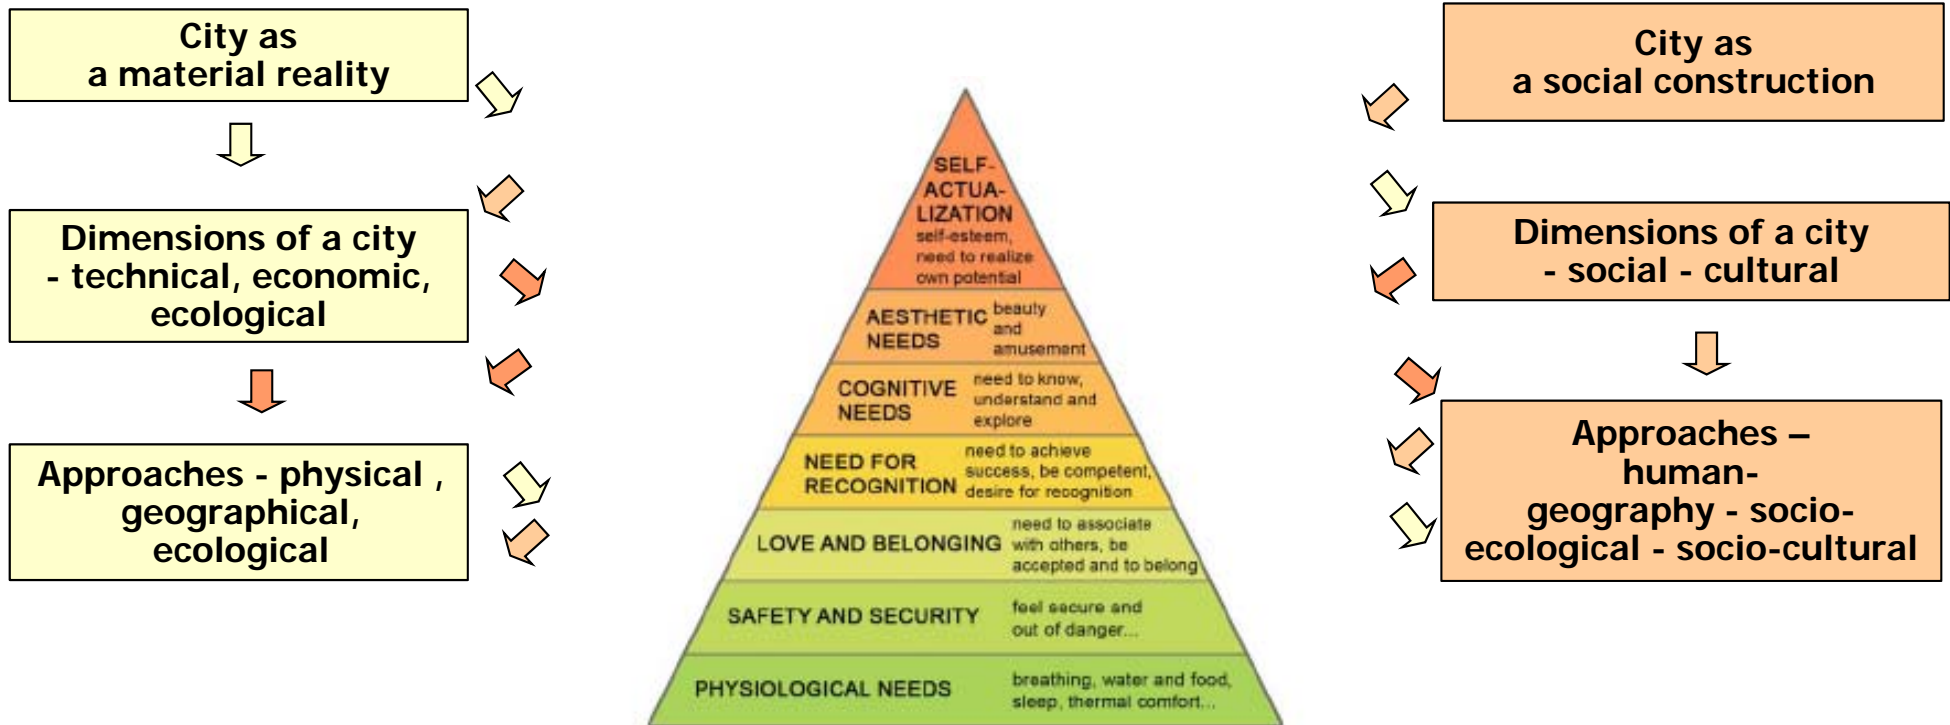 City as
a material reality
Dimensions of a city
- technical, economic,
ecological
Approaches - physical ,
geographical,
ecological
SELF-
ACTUA-
LIZATION
self-esteem,
need to realize
own potential
AESTHETIC
NEEDS
beauty
and
amusement
COGNITIVE
NEEDS
need to know,
understand and
explore
NEED FOR
RECOGNITION
need to achieve
success, be competent,
desire for recognition
LOVE AND BELONGING
need to associate
with others, be
accepted and to belong
SAFETY AND SECURITY
feel secure and
out of danger...
PHYSIOLOGICAL NEEDS
breathing, water and food,
sleep, thermal comfort...
City as
a social construction
Dimensions of a city
- social - cultural
Approaches –
human-
geography - socio-
ecological - socio-cultural